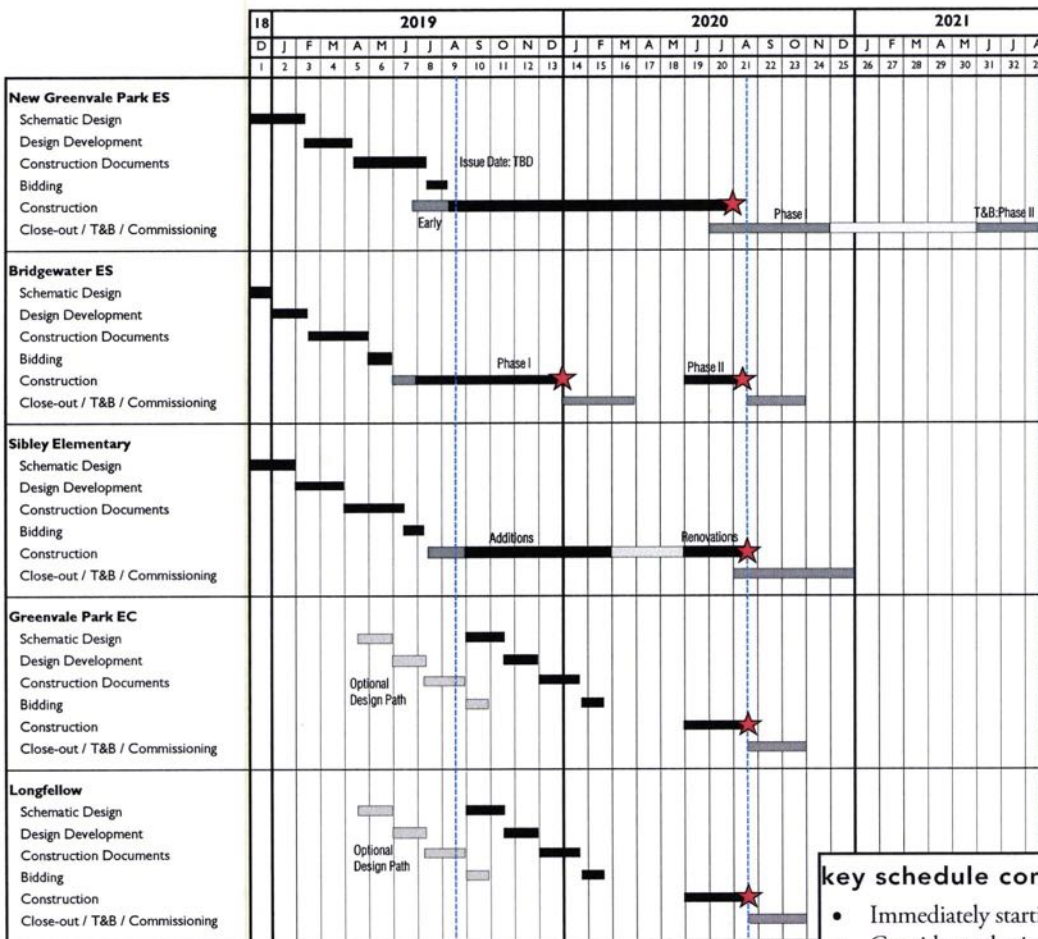 18 2019 2020 2021
D J F M A M J J A S O N D J F M A M J J A S O N D J F M A M J J A
1 2 3 4 5 6 7 8 9 10 11 12 13 14 15 16 17 18 19 20 21 22 23 24 25 26 27 28 29 30 31 32
New Greenvale Park ES
Schematic Design
Design Development
Construction Documents Issue Date: TBD
Bidding
Construction
Early Phase I T&B:Phase II
Close-out / T&B / Commissioning
Bridgewater ES
Schematic Design
Design Development
Construction Documents
Bidding
Phase I Phase II
Construction
Close-out / T&B / Commissioning
Sibley Elementary
Schematic Design
Design Development
Construction Documents
Bidding
Additions Renovations
Construction
Close-out / T&B / Commissioning
Greenvale Park EC
Schematic Design
Design Development
Construction Documents
Optional
Design Path
Bidding
Construction
Close-out / T&B / Commissioning
Longfellow
Schematic Design
Design Development
Construction Documents
Optional
Design Path
Bidding
Construction
Close-out / T&B / Commissioning
key schedule con
• Immediately starti